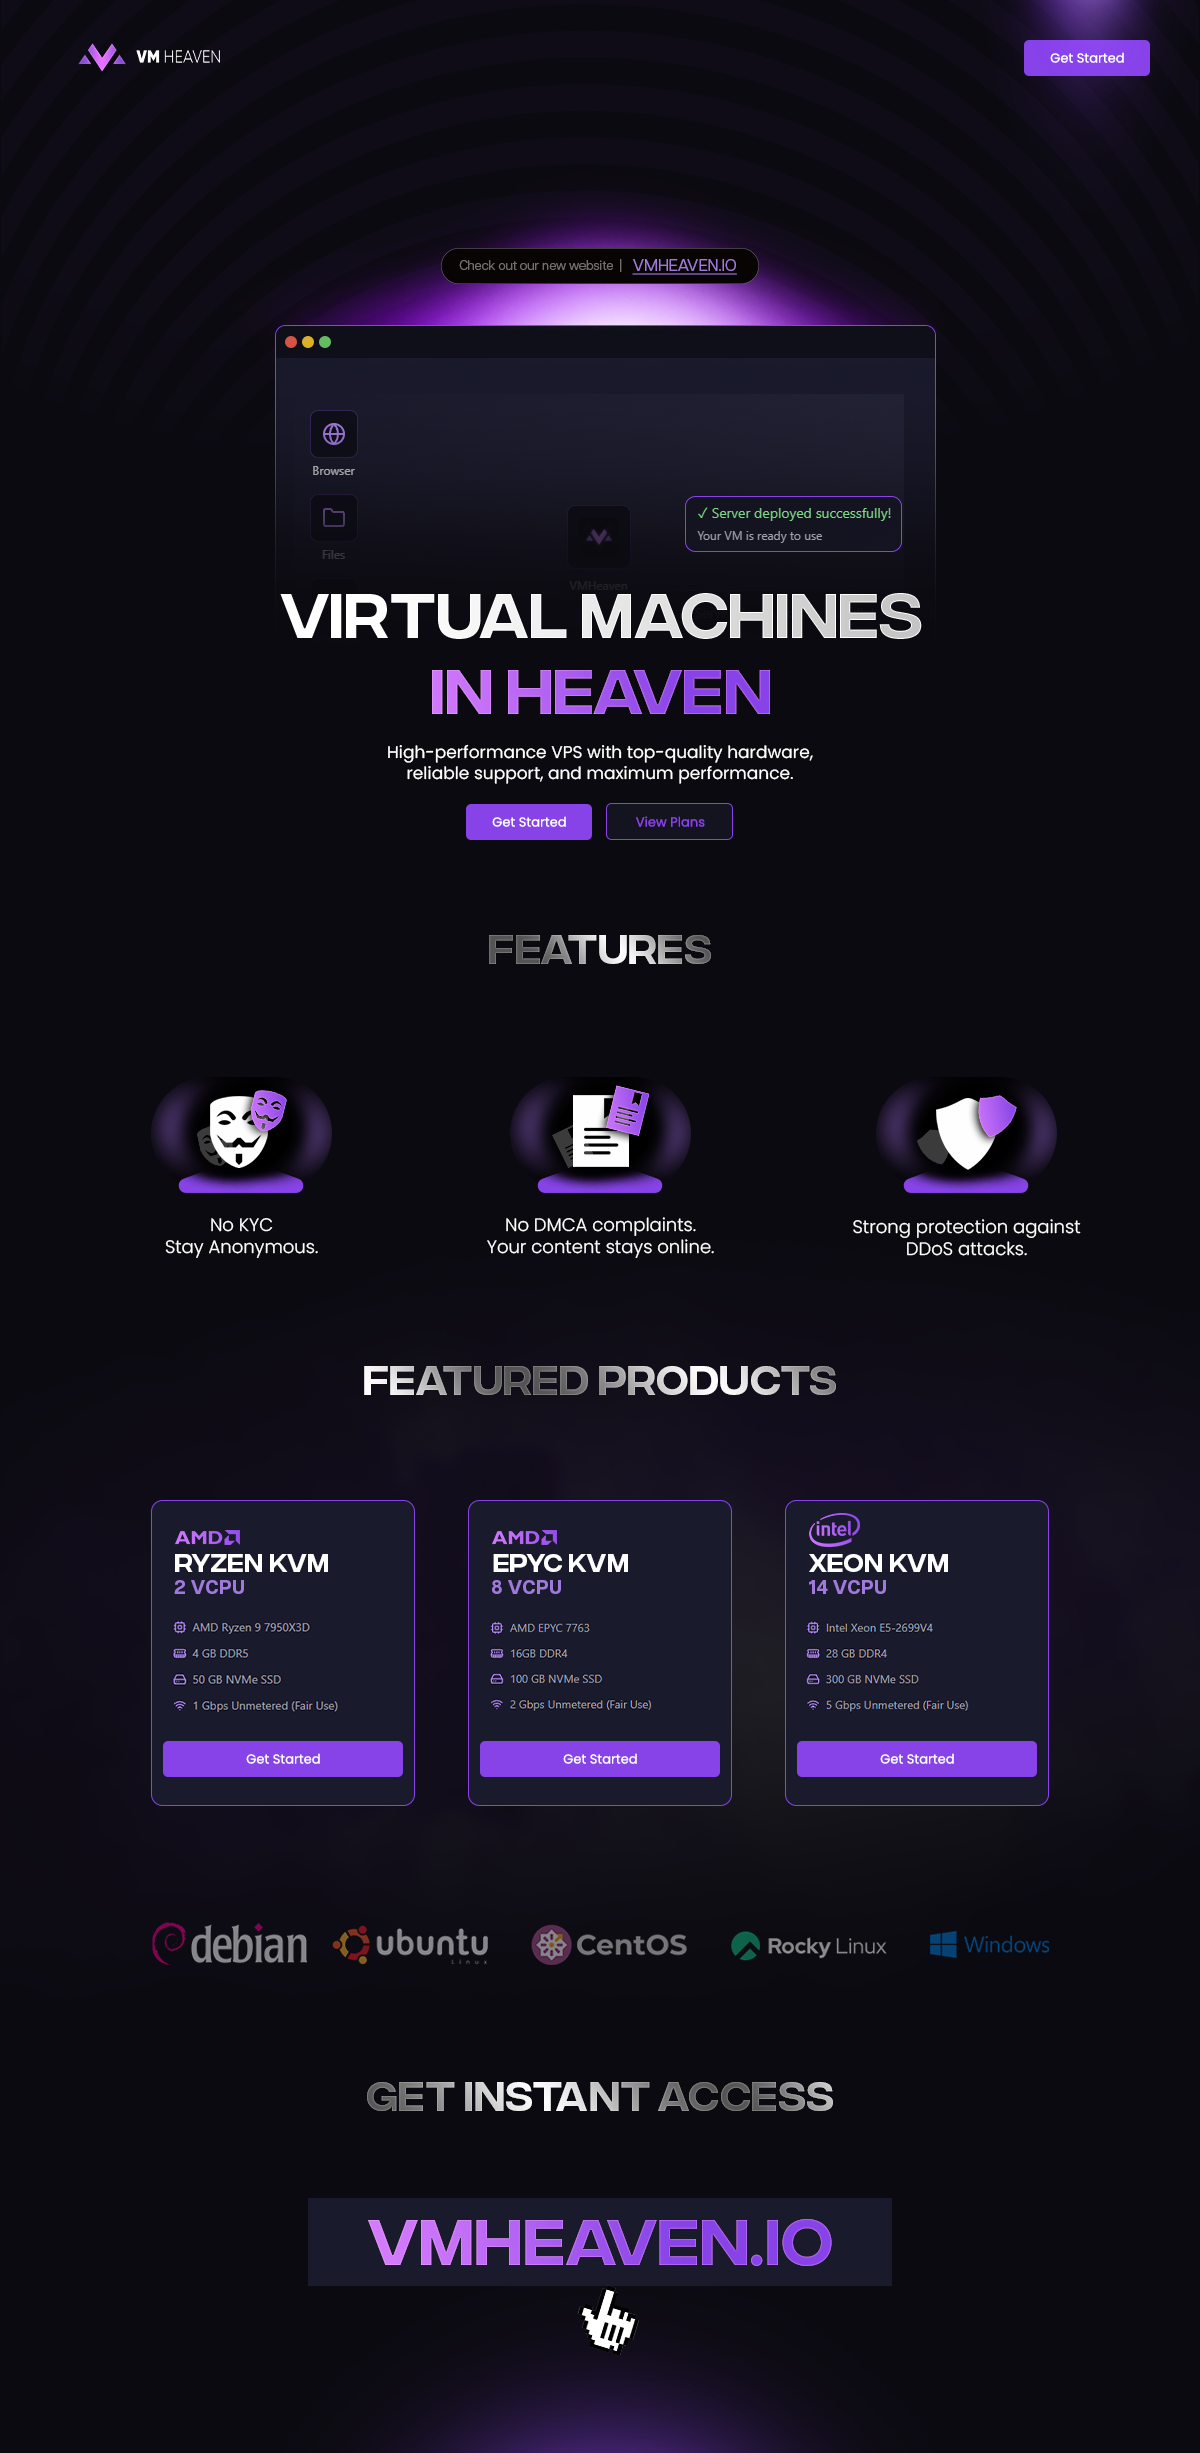 VM HEAVEN
Get Started
Check out our new website | VMHEAVEN.IO
Browser
Files
✓ Server deployed successfully!
Your VM is ready to use
VMHeaven
VIRTUAL MACHINES
IN HEAVEN
High-performance VPS with top-quality hardware,
reliable support, and maximum performance.
Get Started
View Plans
FEATURES
No KYC
Stay Anonymous.
No DMCA complaints.
Your content stays online.
Strong protection against
DDoS attacks.
FEATURED PRODUCTS
AMD
RYZEN KVM
2 VCPU
AMD Ryzen 9 7950X3D
4 GB DDR5
50 GB NVMe SSD
1 Gbps Unmetered (Fair Use)
Get Started
AMD
EPYC KVM
8 VCPU
AMD EPYC 7763
16GB DDR4
100 GB NVMe SSD
2 Gbps Unmetered (Fair Use)
Get Started
intel
XEON KVM
14 VCPU
Intel Xeon E5-2699V4
28 GB DDR4
300 GB NVMe SSD
5 Gbps Unmetered (Fair Use)
Get Started
debian
ubuntu
linux
CentOS
Rocky Linux
Windows
GET INSTANT ACCESS
VMHEAVEN.IO